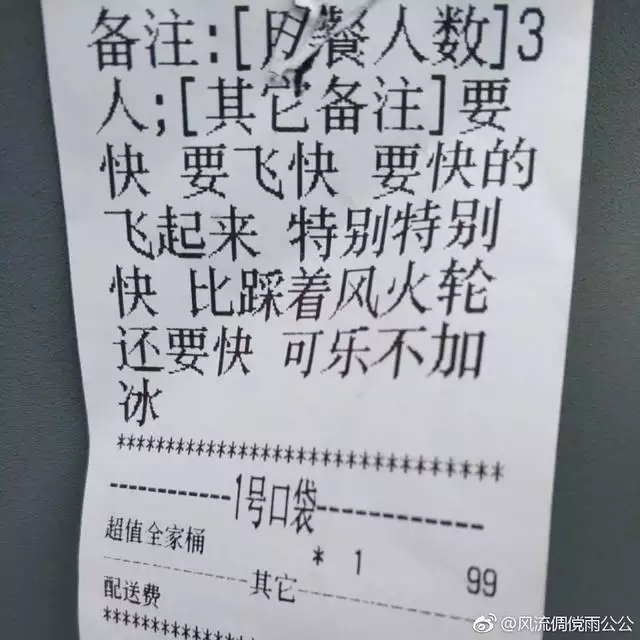 备注:[用餐人数]3
人;[其它备注]要
快 要飞快 要快的
飞起来 特别特别
快 比踩着风火轮
还要快 可乐不加
冰
*******************************
-----------1号口袋---------------
超值全家桶 * 1 99
---------------其它---------------
配送费
*******************************
@风流倜傥雨公公